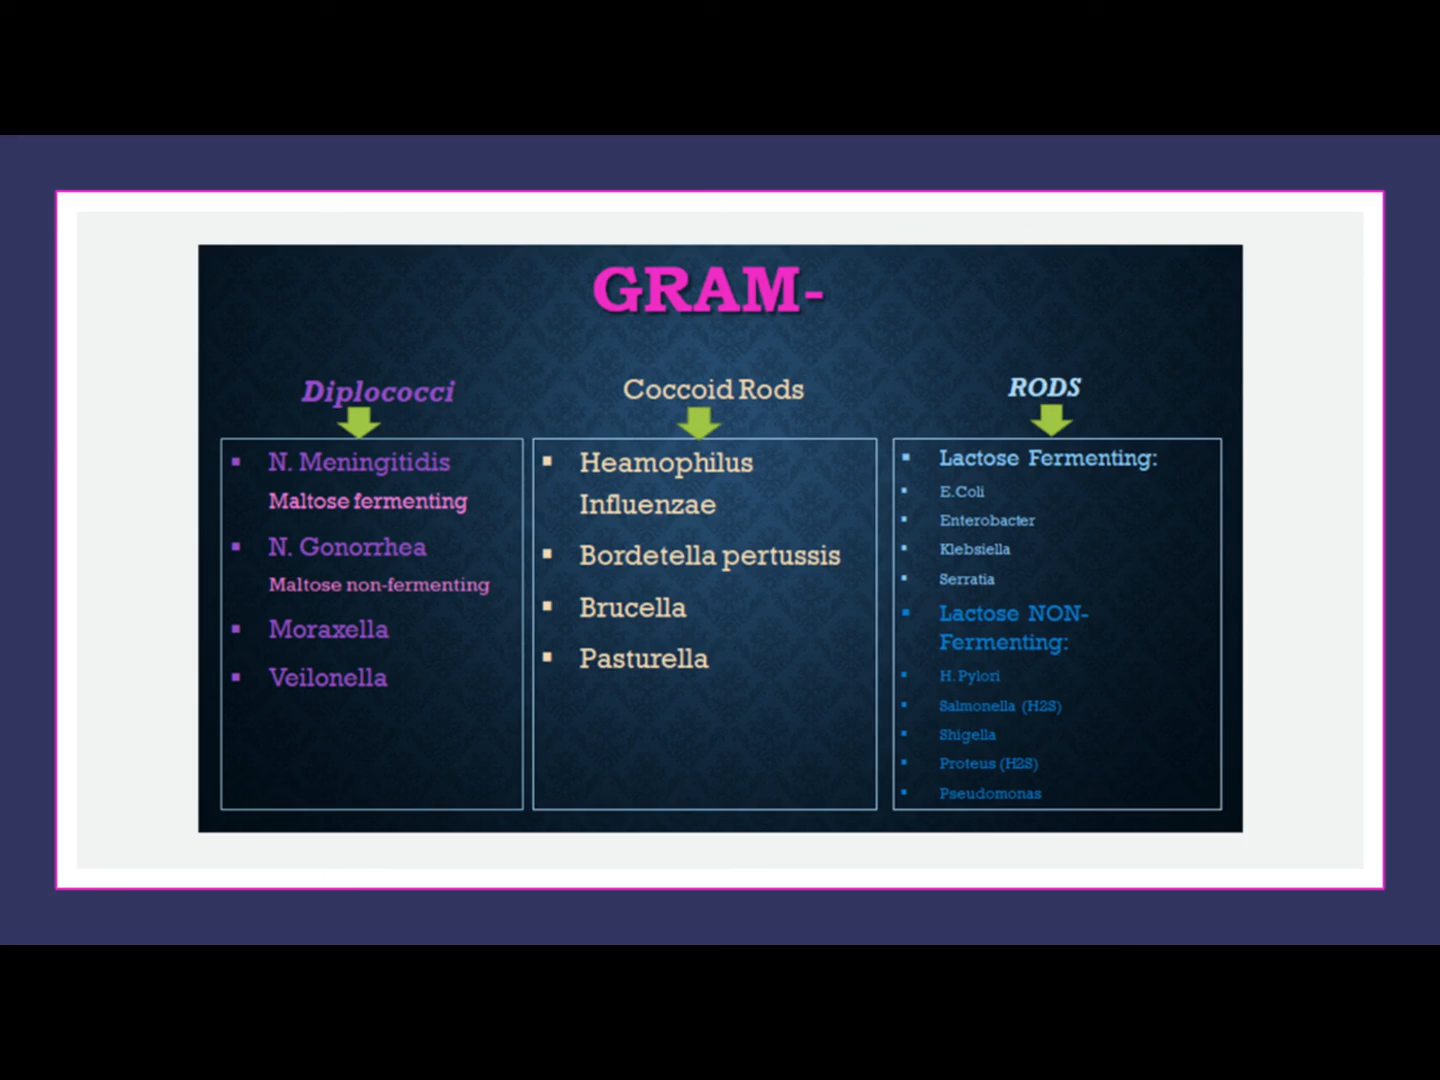 GRAM-
Diplococci
N. Meningitidis
Maltose fermenting
N. Gonorrhea
Maltose non-fermenting
Moraxella
Veilonella
Coccoid Rods
Heamophilus
Influenzae
Bordetella pertussis
Brucella
Pasturella
RODS
Lactose Fermenting:
E.Coli
Enterobacter
Klebsiella
Serratia
Lactose NON-
Fermenting:
H.Pylori
Salmonella (H2S)
Shigella
Proteus (H2S)
Pseudomonas